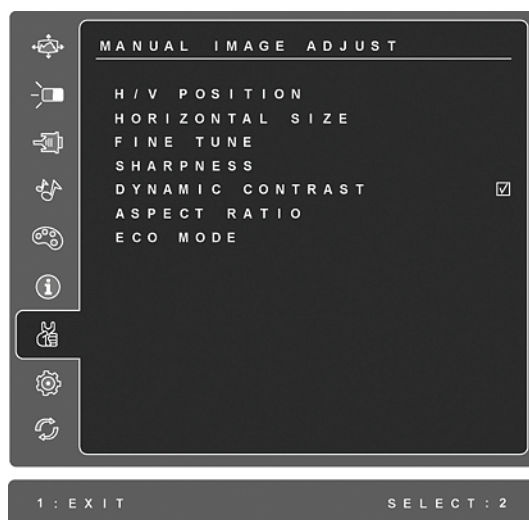 MANUAL IMAGE ADJUST
H/V POSITION
HORIZONTAL SIZE
FINE TUNE
SHARPNESS
DYNAMIC CONTRAST
ASPECT RATIO
ECO MODE
1:EXIT SELECT:2